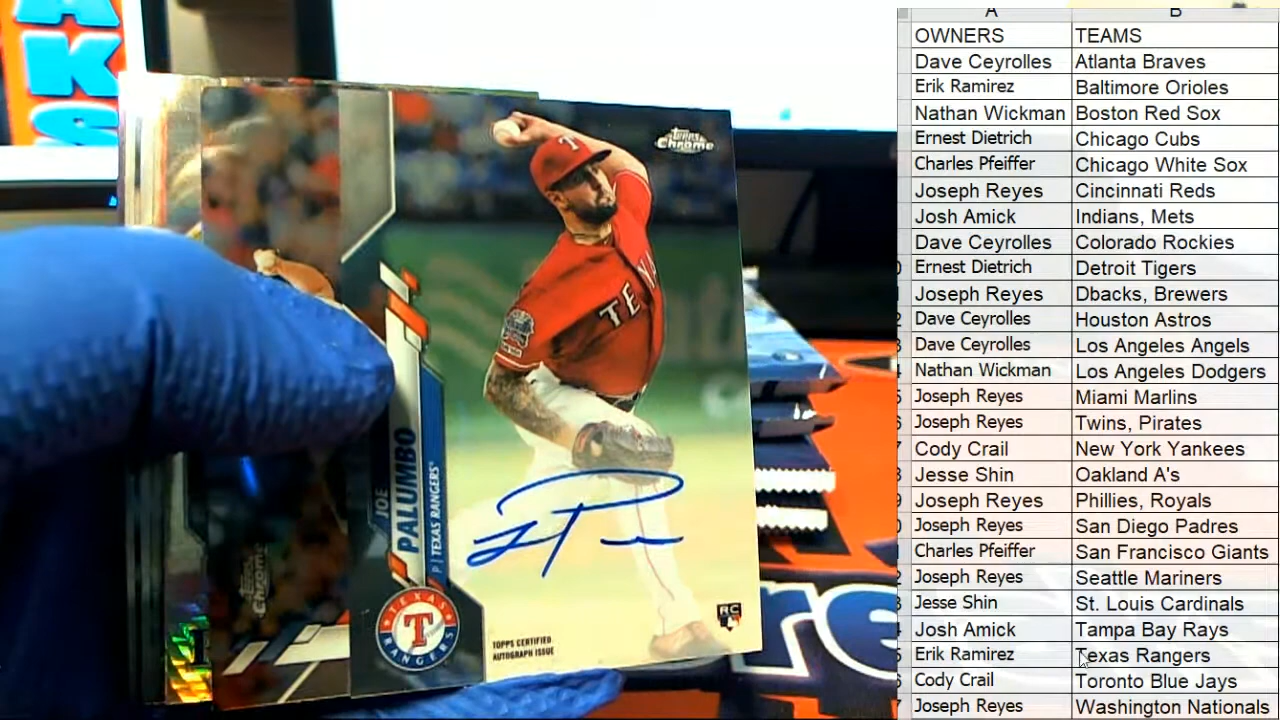 AK
S
Topps
Chrome
TEXA
JOE
PALUMBO
P | TEXAS RANGERS®
TEXAS
T
RANGERS
TOPPS CERTIFIED
AUTOGRAPH ISSUE
RC
Topps
Chrome
re
A B
OWNERS TEAMS
Dave Ceyrolles Atlanta Braves
Erik Ramirez Baltimore Orioles
Nathan Wickman Boston Red Sox
Ernest Dietrich Chicago Cubs
Charles Pfeiffer Chicago White Sox
Joseph Reyes Cincinnati Reds
Josh Amick Indians, Mets
Dave Ceyrolles Colorado Rockies
Ernest Dietrich Detroit Tigers
Joseph Reyes Dbacks, Brewers
Dave Ceyrolles Houston Astros
Dave Ceyrolles Los Angeles Angels
Nathan Wickman Los Angeles Dodgers
Joseph Reyes Miami Marlins
Joseph Reyes Twins, Pirates
Cody Crail New York Yankees
Jesse Shin Oakland A's
Joseph Reyes Phillies, Royals
Joseph Reyes San Diego Padres
Charles Pfeiffer San Francisco Giants
Joseph Reyes Seattle Mariners
Jesse Shin St. Louis Cardinals
Josh Amick Tampa Bay Rays
Erik Ramirez Texas Rangers
Cody Crail Toronto Blue Jays
Joseph Reyes Washington Nationals